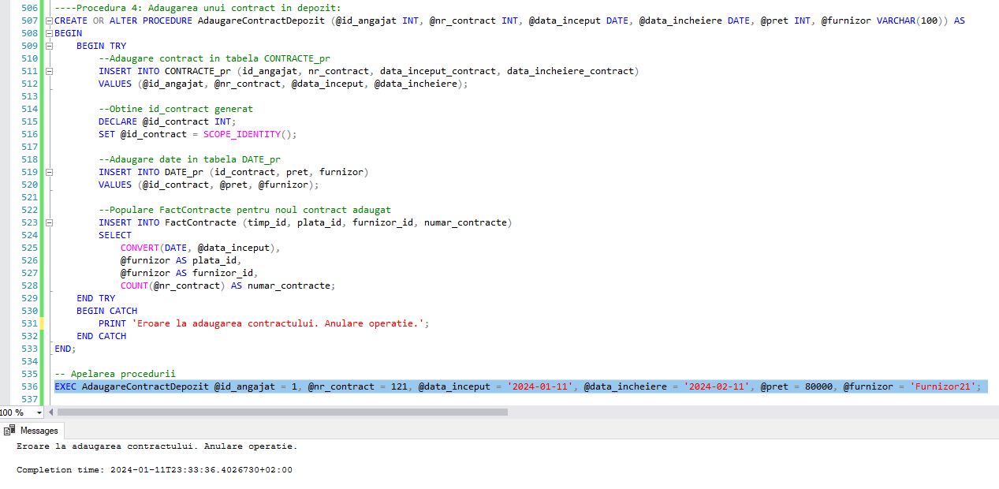 506 ----Procedura 4: Adaugarea unui contract in depozit:
507 CREATE OR ALTER PROCEDURE AdaugareContractDepozit (@id_angajat INT, @nr_contract INT, @data_inceput DATE, @data_incheiere DATE, @pret INT, @furnizor VARCHAR(100)) AS
508 BEGIN
509     BEGIN TRY
510         --Adaugare contract in tabela CONTRACTE_pr
511         INSERT INTO CONTRACTE_pr (id_angajat, nr_contract, data_inceput_contract, data_incheiere_contract)
512         VALUES (@id_angajat, @nr_contract, @data_inceput, @data_incheiere);
513
514         --Obtine id_contract generat
515         DECLARE @id_contract INT;
516         SET @id_contract = SCOPE_IDENTITY();
517
518         --Adaugare date in tabela DATE_pr
519         INSERT INTO DATE_pr (id_contract, pret, furnizor)
520         VALUES (@id_contract, @pret, @furnizor);
521
522         --Populare FactContracte pentru noul contract adaugat
523         INSERT INTO FactContracte (timp_id, plata_id, furnizor_id, numar_contracte)
524         SELECT
525             CONVERT(DATE, @data_inceput),
526             @furnizor AS plata_id,
527             @furnizor AS furnizor_id,
528             COUNT(@nr_contract) AS numar_contracte;
529     END TRY
530     BEGIN CATCH
531         PRINT 'Eroare la adaugarea contractului. Anulare operatie.';
532     END CATCH
533 END;
534
535 -- Apelarea procedurii
536 EXEC AdaugareContractDepozit @id_angajat = 1, @nr_contract = 121, @data_inceput = '2024-01-11', @data_incheiere = '2024-02-11', @pret = 80000, @furnizor = 'Furnizor21';
537
100 %
Messages
Eroare la adaugarea contractului. Anulare operatie.
Completion time: 2024-01-11T23:33:36.4026730+02:00